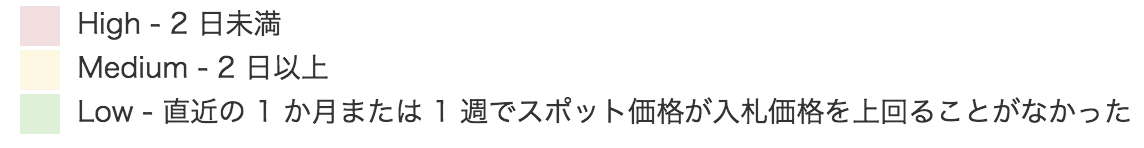 High - 2 日未満
Medium - 2 日以上
Low - 直近の 1 か月または 1 週でスポット価格が入札価格を上回ることがなかった